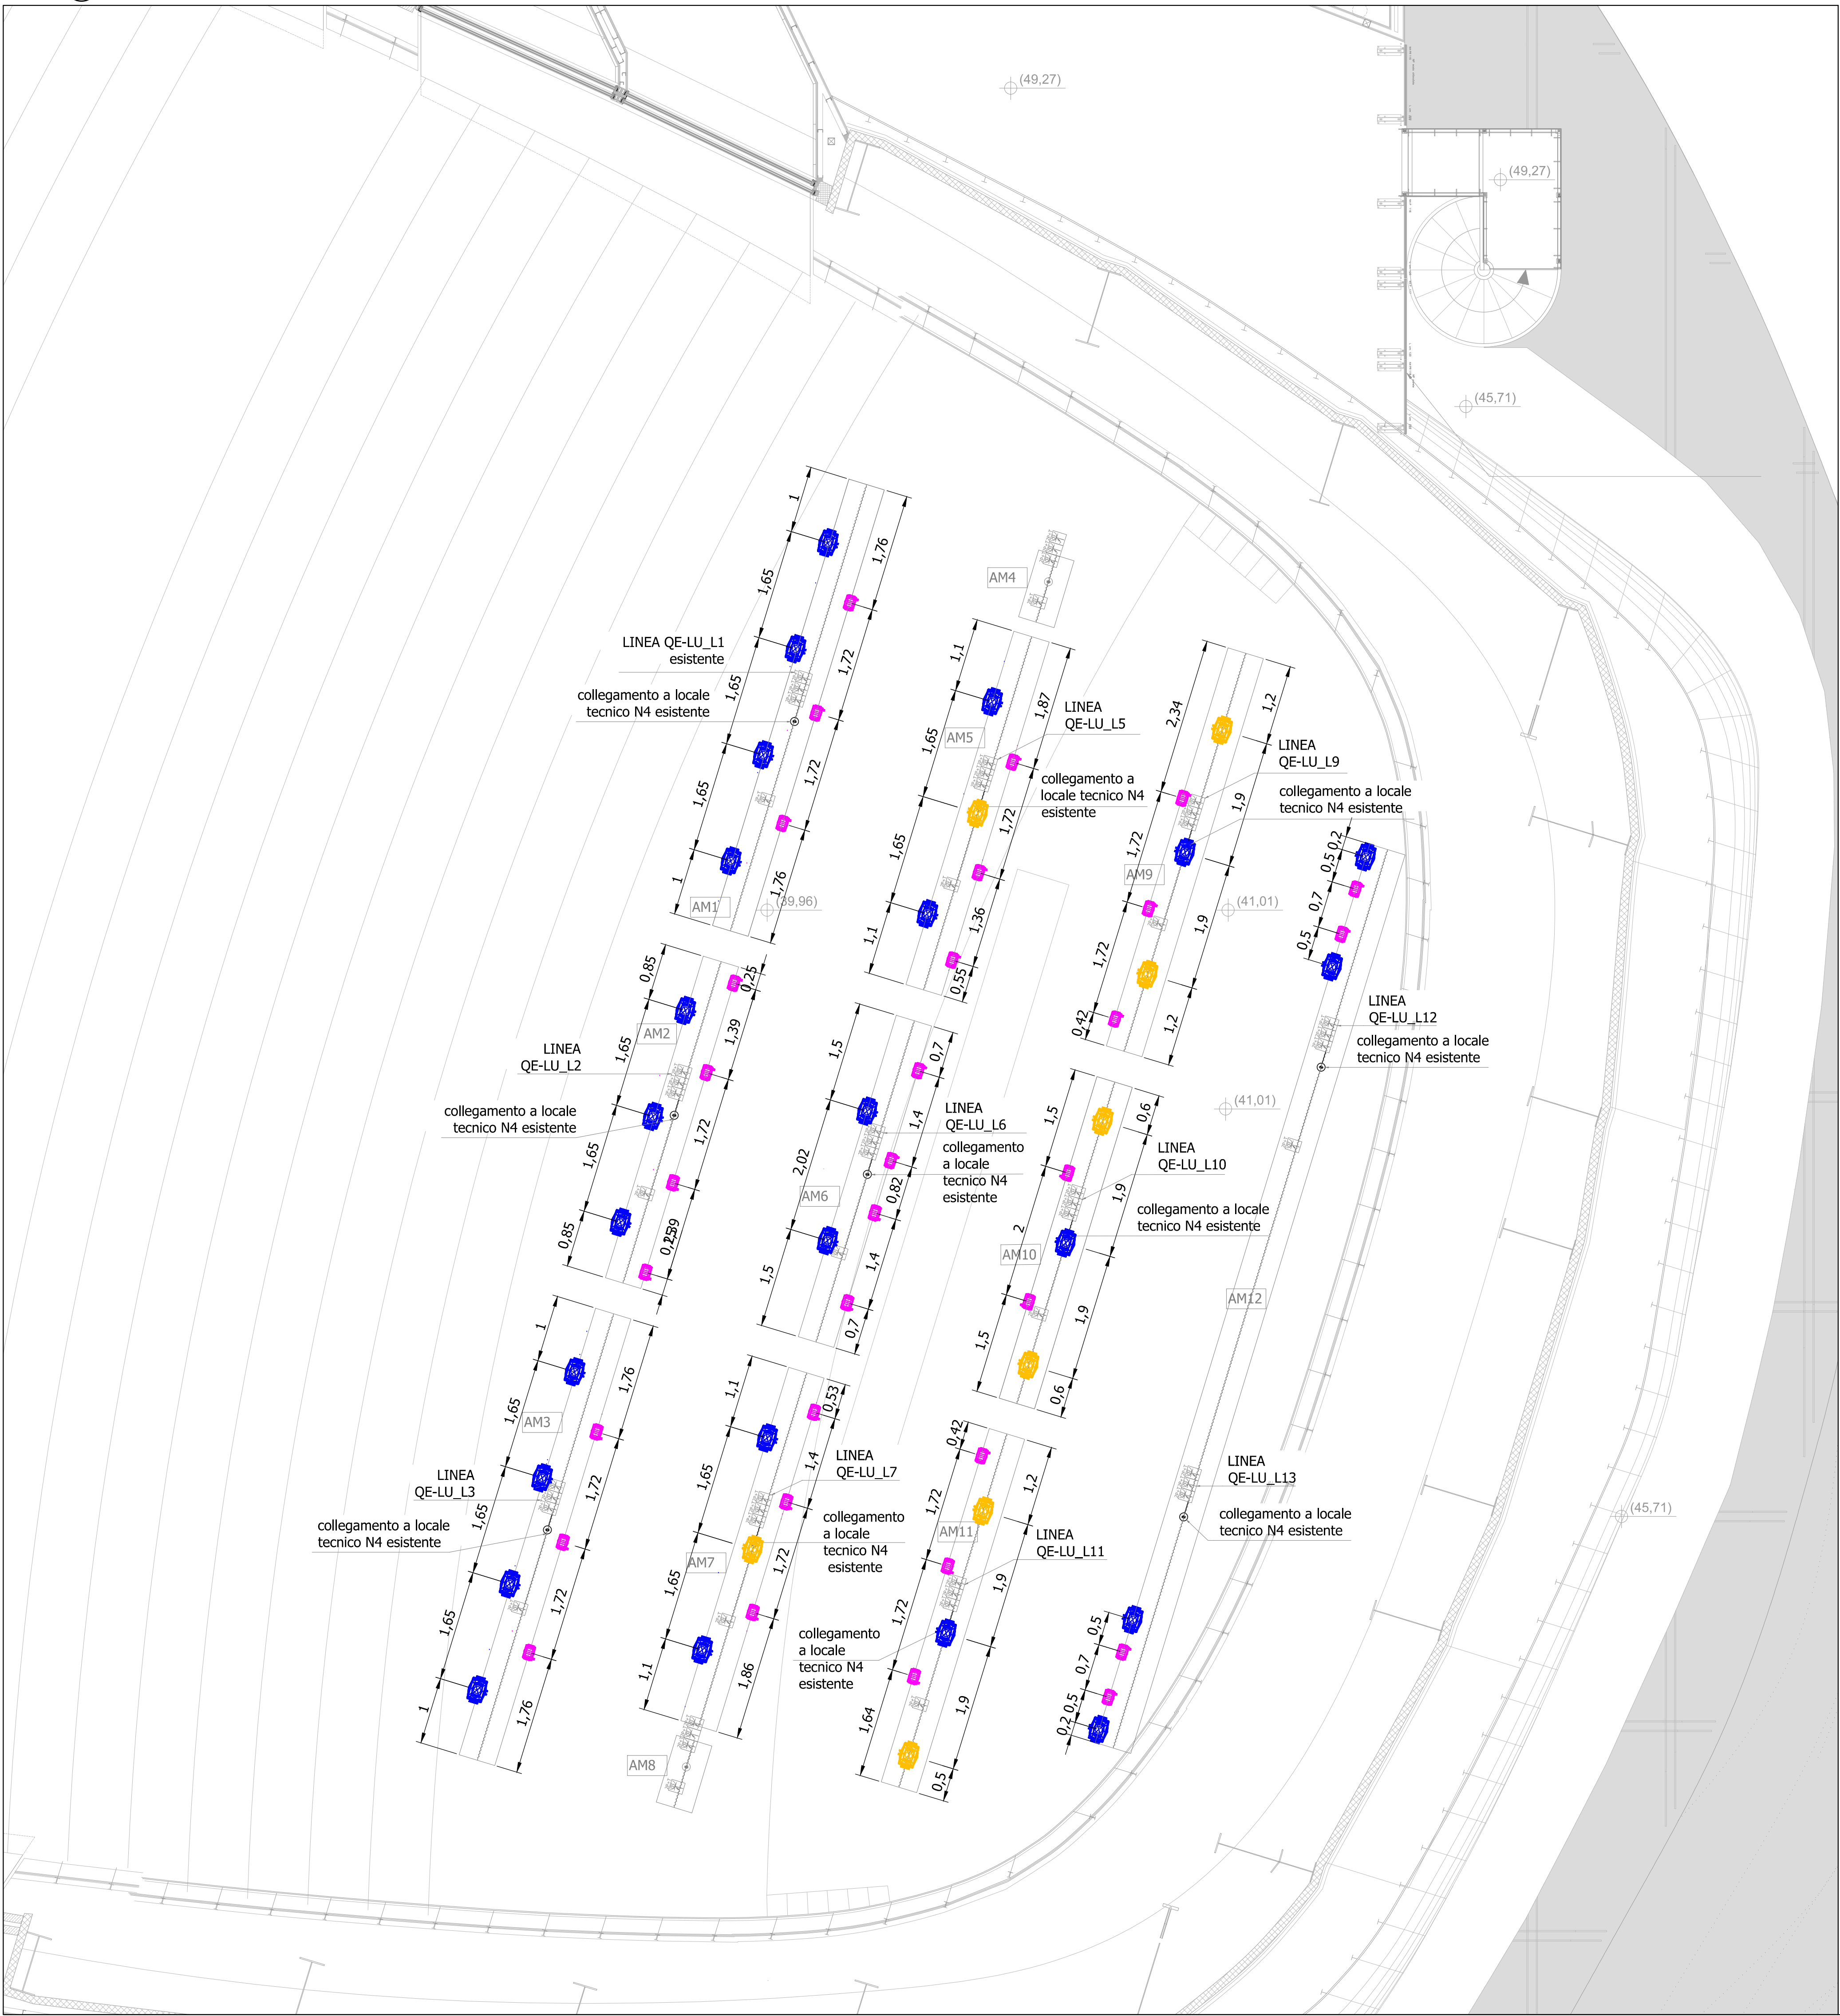 (49,27)
(49,27)
(45,71)
1
1,65
1,65
1,65
1
1,76
1,72
1,72
1,76
LINEA QE-LU_L1
esistente
collegamento a locale
tecnico N4 esistente
AM1
(39,96)
AM4
1,1
1,65
1,65
1,1
1,87
1,72
1,36
0,55
AM5
LINEA
QE-LU_L5
collegamento a
locale tecnico N4
esistente
2,34
1,72
1,72
0,42
1,2
1,9
1,9
1,2
LINEA
QE-LU_L9
collegamento a locale
tecnico N4 esistente
AM9
(41,01)
0,2
0,5
0,7
0,5
LINEA
QE-LU_L12
collegamento a locale
tecnico N4 esistente
(41,01)
AM12
0,85
1,65
1,65
0,85
0,25
1,39
1,72
1,39
0,25
AM2
LINEA
QE-LU_L2
collegamento a locale
tecnico N4 esistente
1,5
2,02
1,5
0,7
1,4
0,82
1,4
0,7
LINEA
QE-LU_L6
collegamento
a locale
tecnico N4
esistente
AM6
1,5
2
1,5
0,6
1,9
1,9
0,6
LINEA
QE-LU_L10
collegamento a locale
tecnico N4 esistente
AM10
1
1,65
1,65
1,65
1
1,76
1,72
1,72
1,76
AM3
LINEA
QE-LU_L3
collegamento a locale
tecnico N4 esistente
1,1
1,65
1,65
1,1
0,53
1,4
1,72
1,86
LINEA
QE-LU_L7
collegamento
a locale
tecnico N4
esistente
AM7
AM8
0,42
1,72
1,72
1,64
1,2
1,9
1,9
0,5
AM11
LINEA
QE-LU_L11
collegamento
a locale
tecnico N4
esistente
LINEA
QE-LU_L13
collegamento a locale
tecnico N4 esistente
0,5
0,7
0,5
0,2
(45,71)